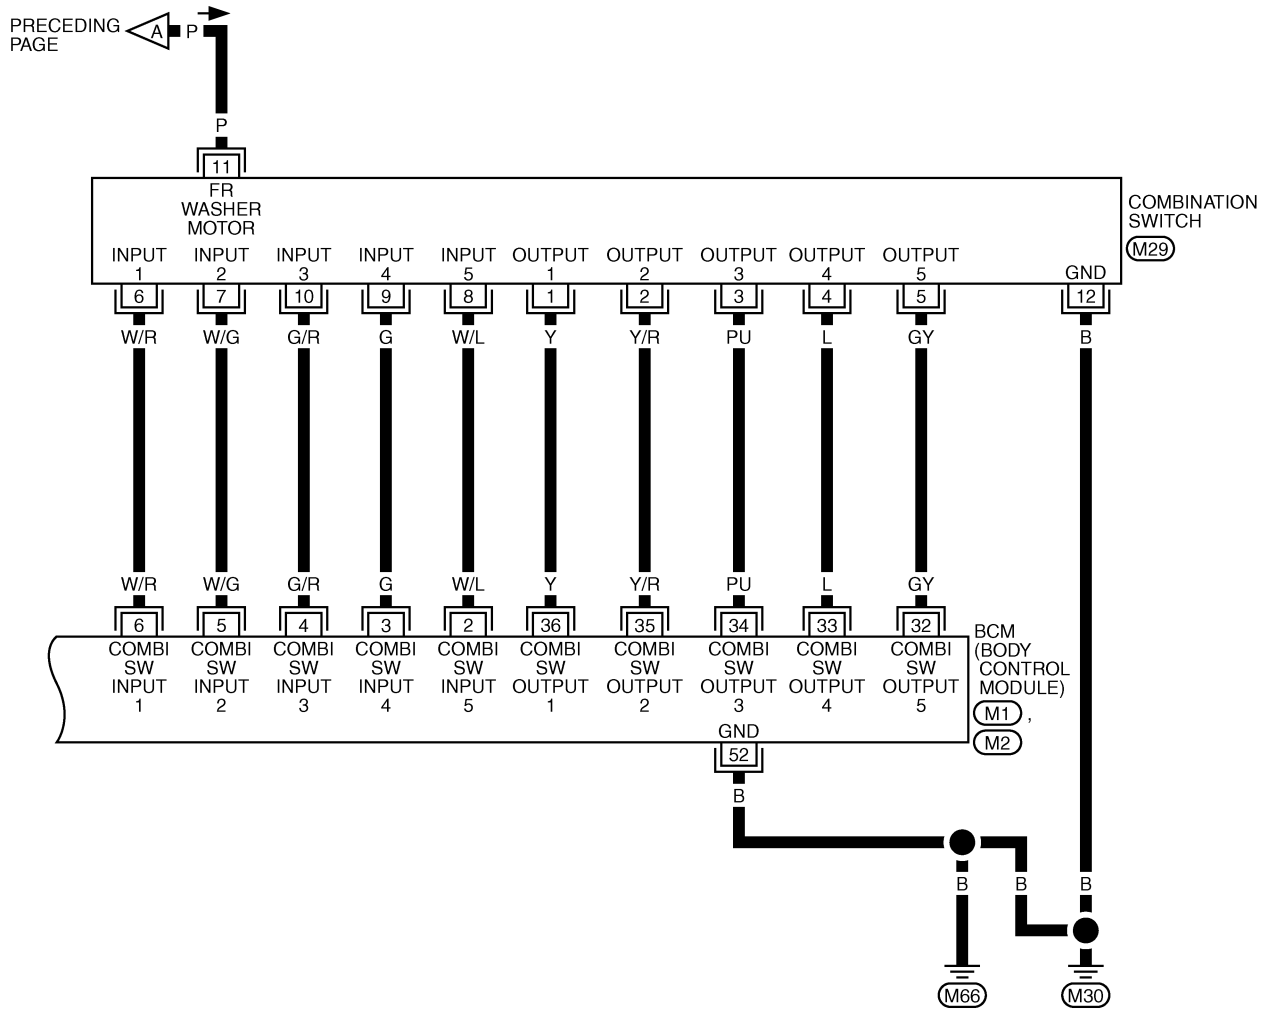 PRECEDING
PAGE
A
P
P
11
FR
WASHER
MOTOR
COMBINATION
SWITCH
M29
INPUT INPUT INPUT INPUT INPUT OUTPUT OUTPUT OUTPUT OUTPUT OUTPUT
1 2 3 4 5 1 2 3 4 5 GND
6 7 10 9 8 1 2 3 4 5 12
W/R W/G G/R G W/L Y Y/R PU L GY B
W/R W/G G/R G W/L Y Y/R PU L GY
6 5 4 3 2 36 35 34 33 32
COMBI COMBI COMBI COMBI COMBI COMBI COMBI COMBI COMBI COMBI
SW SW SW SW SW SW SW SW SW SW
INPUT INPUT INPUT INPUT INPUT OUTPUT OUTPUT OUTPUT OUTPUT OUTPUT
1 2 3 4 5 1 2 3 4 5
BCM
(BODY
CONTROL
MODULE)
M1 ,
M2
GND
52
B
B B B
M66 M30